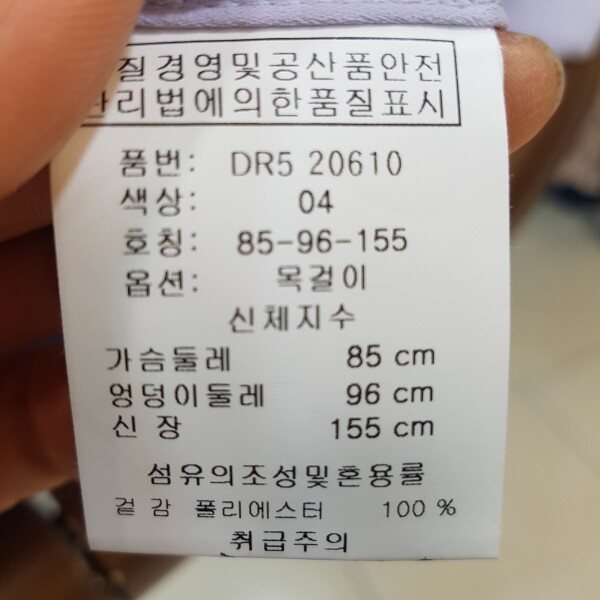 질경영및공산품안전
관리법에의한품질표시
품번: DR5 20610
색상: 04
호칭: 85-96-155
옵션: 목걸이
신체지수
가슴둘레 85 cm
엉덩이둘레 96 cm
신 장 155 cm
섬유의조성및혼용률
겉 감 폴리에스터 100 %
취급주의